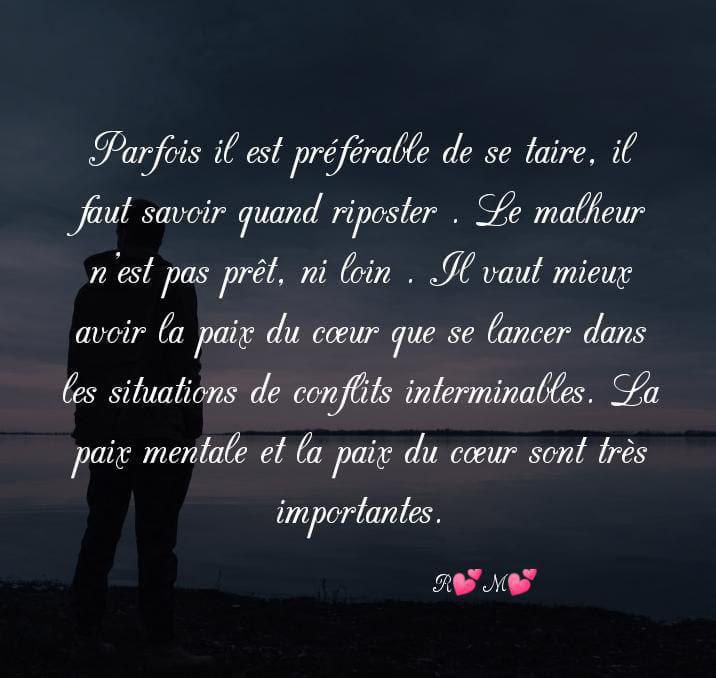 Parfois il est préférable de se taire, il
faut savoir quand riposter . Le malheur
n'est pas prêt, ni loin . Il vaut mieux
avoir la paix du cœur que se lancer dans
les situations de conflits interminables. La
paix mentale et la paix du cœur sont très
importantes.
R💕M💕